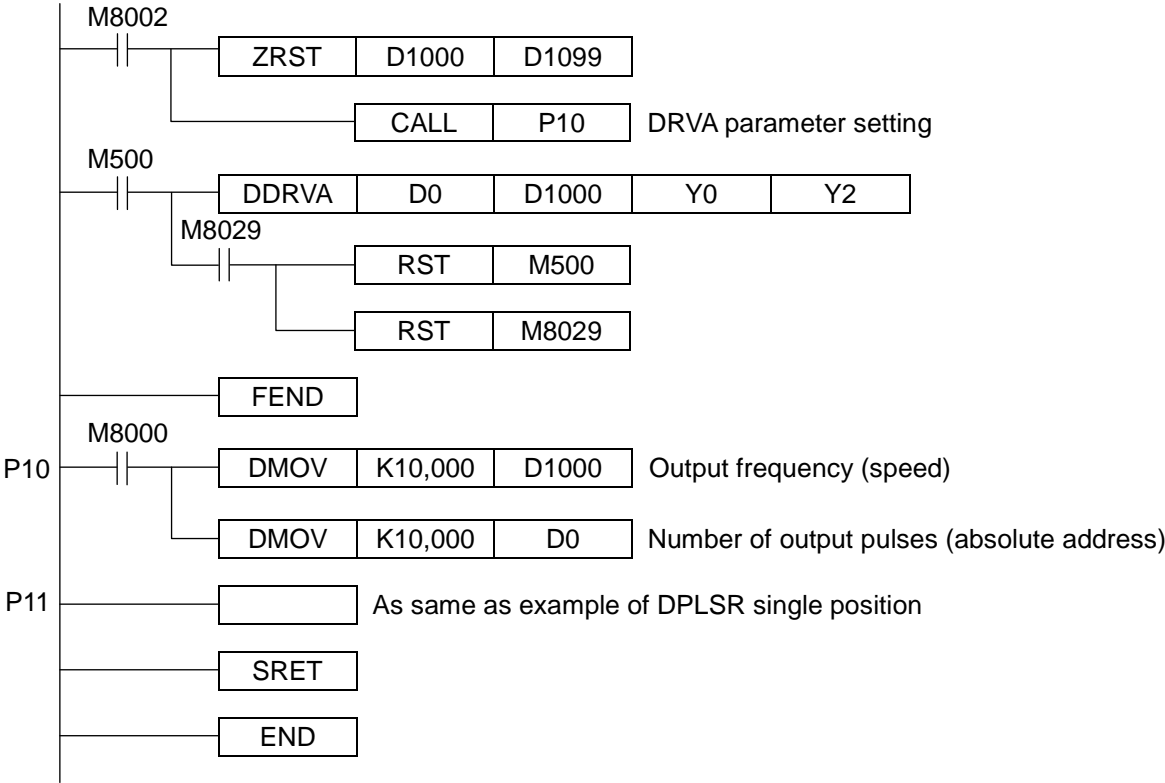 M8002
ZRST D1000 D1099
CALL P10 DRVA parameter setting
M500
DDRVA D0 D1000 Y0 Y2
M8029
RST M500
RST M8029
FEND
M8000
P10 DMOV K10,000 D1000 Output frequency (speed)
DMOV K10,000 D0 Number of output pulses (absolute address)
P11 As same as example of DPLSR single position
SRET
END